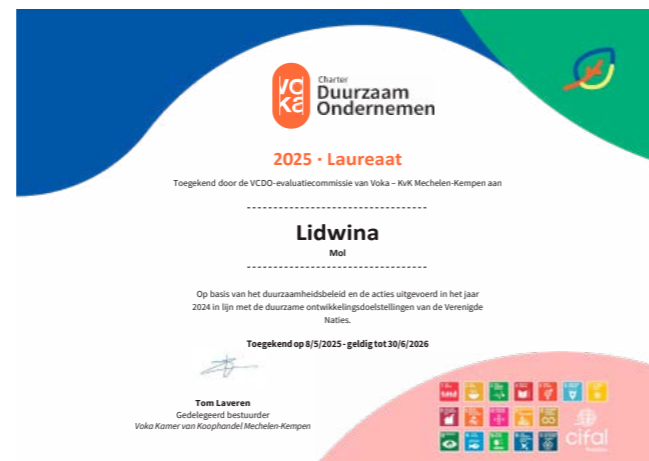 VO
Ka
Charter
Duurzaam
Ondernemen
2025 · Laureaat
Toegekend door de VCDO-evaluatiecommissie van Voka – KvK Mechelen-Kempen aan
Lidwina
Mol
Op basis van het duurzaamheidsbeleid en de acties uitgevoerd in het jaar
2024 in lijn met de duurzame ontwikkelingsdoelstellingen van de Verenigde
Naties.
Toegekend op 8/5/2025 - geldig tot 30/6/2026
Tom Laveren
Gedelegeerd bestuurder
Voka Kamer van Koophandel Mechelen-Kempen
cifal